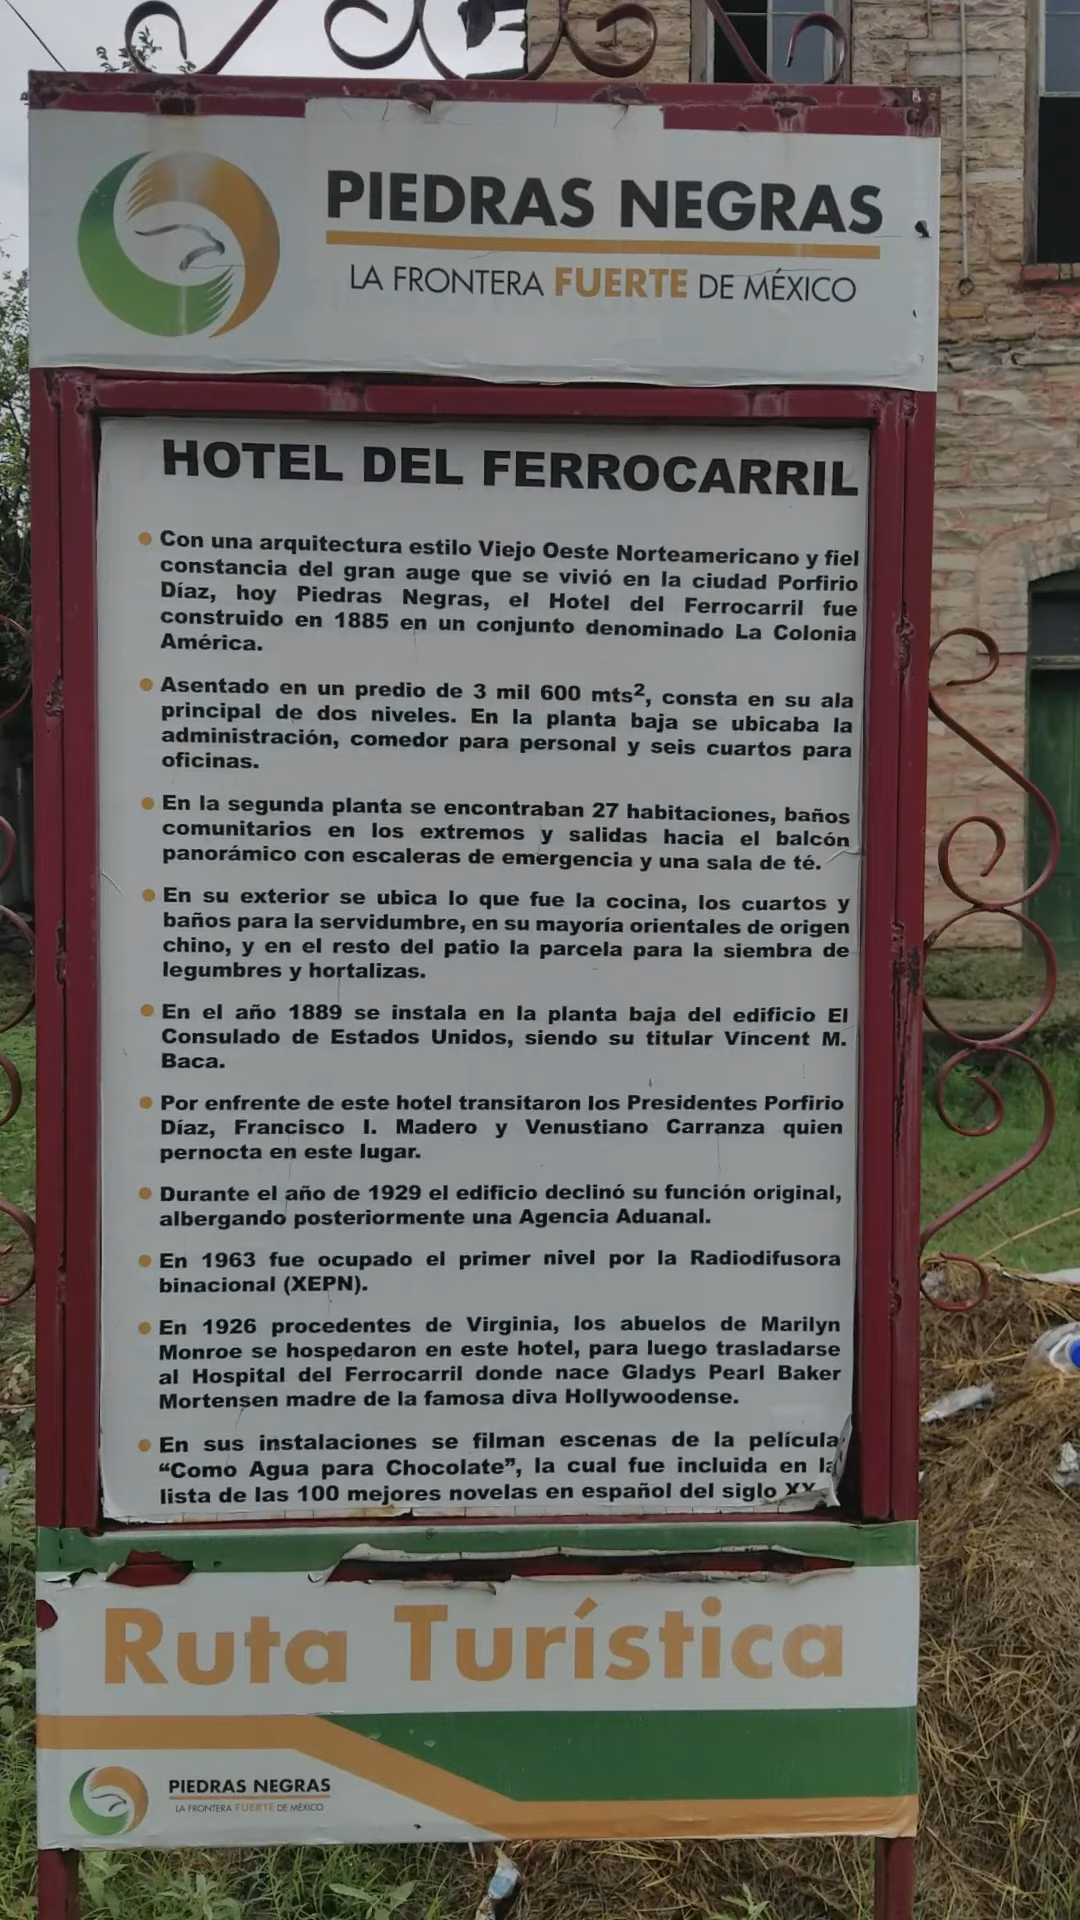 PIEDRAS NEGRAS
LA FRONTERA FUERTE DE MÉXICO
HOTEL DEL FERROCARRIL
Con una arquitectura estilo Viejo Oeste Norteamericano y fiel
constancia del gran auge que se vivió en la ciudad Porfirio
Díaz, hoy Piedras Negras, el Hotel del Ferrocarril fue
construido en 1885 en un conjunto denominado La Colonia
América.
Asentado en un predio de 3 mil 600 mts², consta en su ala
principal de dos niveles. En la planta baja se ubicaba la
administración, comedor para personal y seis cuartos para
oficinas.
En la segunda planta se encontraban 27 habitaciones, baños
comunitarios en los extremos y salidas hacia el balcón
panorámico con escaleras de emergencia y una sala de té.
En su exterior se ubica lo que fue la cocina, los cuartos y
baños para la servidumbre, en su mayoría orientales de origen
chino, y en el resto del patio la parcela para la siembra de
legumbres y hortalizas.
En el año 1889 se instala en la planta baja del edificio El
Consulado de Estados Unidos, siendo su titular Vincent M.
Baca.
Por enfrente de este hotel transitaron los Presidentes Porfirio
Díaz, Francisco I. Madero y Venustiano Carranza quien
pernocta en este lugar.
Durante el año de 1929 el edificio declinó su función original,
albergando posteriormente una Agencia Aduanal.
En 1963 fue ocupado el primer nivel por la Radiodifusora
binacional (XEPN).
En 1926 procedentes de Virginia, los abuelos de Marilyn
Monroe se hospedaron en este hotel, para luego trasladarse
al Hospital del Ferrocarril donde nace Gladys Pearl Baker
Mortensen madre de la famosa diva Hollywoodense.
En sus instalaciones se filman escenas de la película
“Como Agua para Chocolate”, la cual fue incluida en la
lista de las 100 mejores novelas en español del siglo XX
Ruta Turística
PIEDRAS NEGRAS
LA FRONTERA FUERTE DE MÉXICO